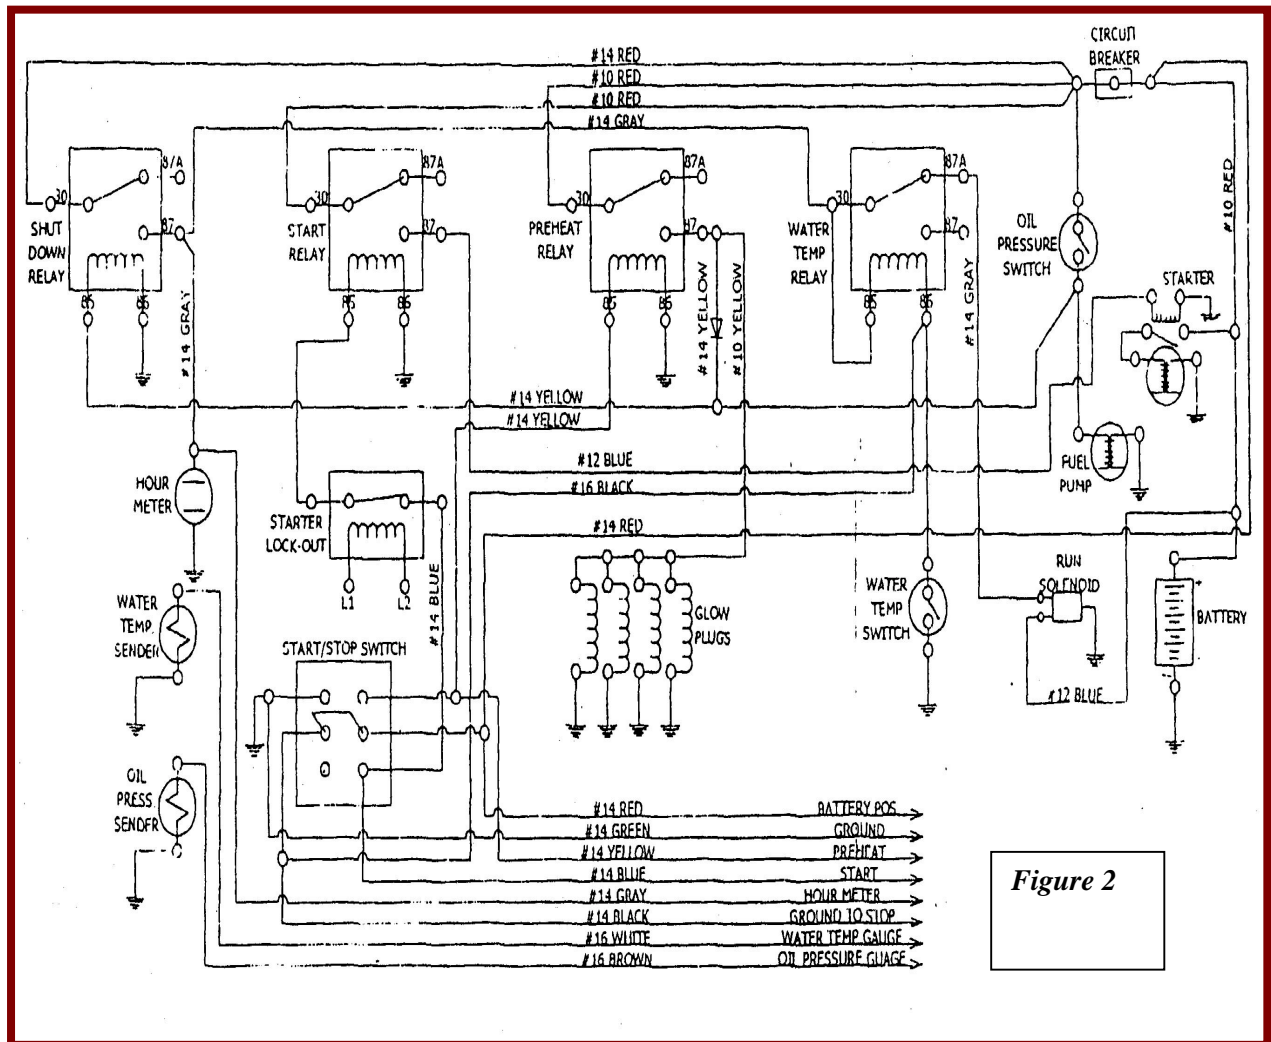 CIRCUIT
BREAKER
#14 RED
#10 RED
#10 RED
#14 GRAY
87A
87A
87A
87A
30
30
30
30
87
87
87
87
SHUT
DOWN
RELAY
START
RELAY
PREHEAT
RELAY
WATER
TEMP
RELAY
OIL
PRESSURE
SWITCH
#10 RED
STARTER
85
86
85
86
85
86
85
86
#14 GRAY
#14 YELLOW
#10 YELLOW
#14 GRAY
#14 YELLOW
#14 YELLOW
#12 BLUE
#16 BLACK
#14 RED
FUEL
PUMP
HOUR
METER
STARTER
LOCK-OUT
L1
L2
#14 BLUE
WATER
TEMP.
SENDER
GLOW
PLUGS
WATER
TEMP
SWITCH
RUN
SOLENOID
+
BATTERY
#12 BLUE
START/STOP SWITCH
OIL
PRESS.
SENDER
#14 RED BATTERY POS.
#14 GREEN GROUND
#14 YELLOW PREHEAT
#14 BLUE START
#14 GRAY HOUR METER
#14 BLACK GROUND TO STOP
#16 WHITE WATER TEMP GAUGE
#16 BROWN OIL PRESSURE GUAGE
Figure 2